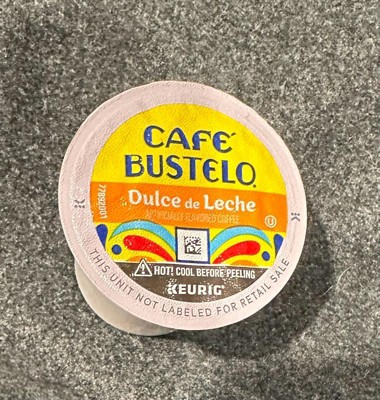 CAFÉ
BUSTELO®
Dulce de Leche
ARTIFICIALLY FLAVORED COFFEE
77892001
U
HOT! COOL BEFORE PEELING
KEURIG®
THIS UNIT NOT LABELED FOR RETAIL SALE